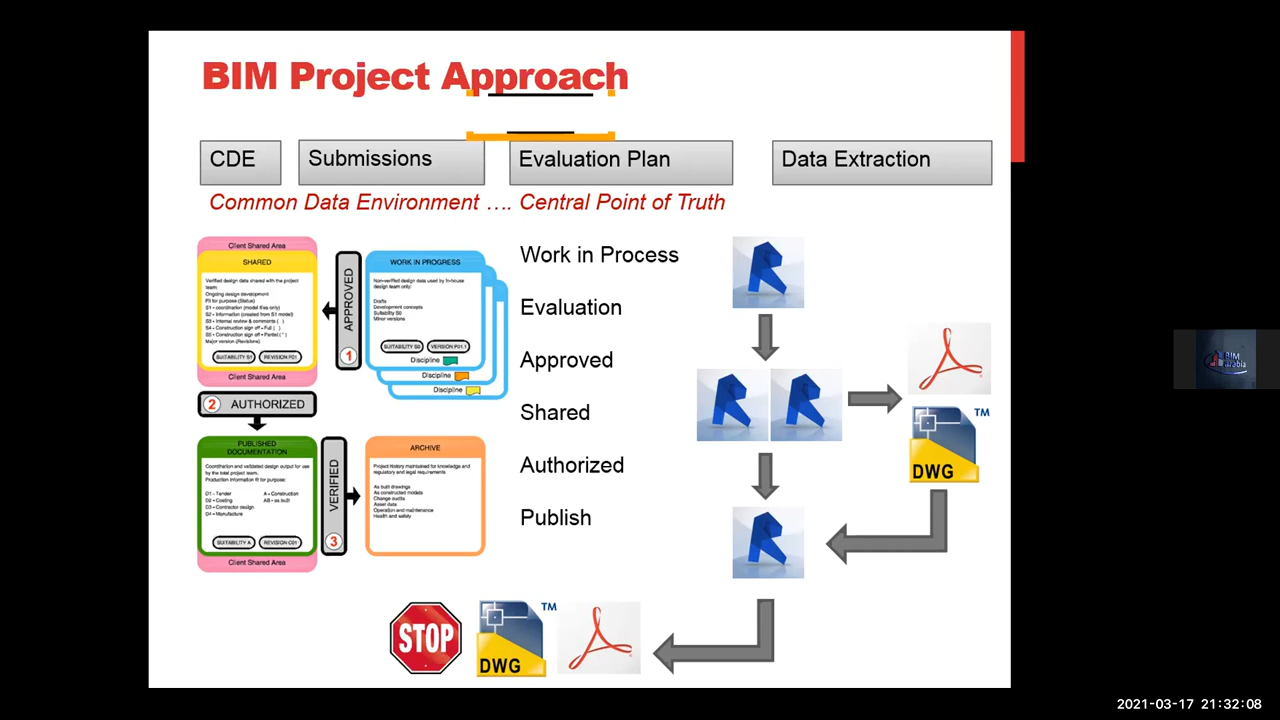 BIM Project Approach
CDE
Submissions
Evaluation Plan
Data Extraction
Common Data Environment …. Central Point of Truth
Client Shared Area
SHARED
Verified design data shared with the project
team:
Ongoing design development
Fit for purpose (Status)
S1 – coordination (model files only)
S2 – Information (created from S1 model)
S3 – Internal review & comments ( )
S4 – Construction sign off – Full ( )
S5 – Construction sign off – Partial ( * )
Major version (Revisions)
SUITABILITY S1
REVISION P01
Client Shared Area
APPROVED
1
WORK IN PROGRESS
Non-verified design data used by in-house
design team only:
Drafts
Development concepts
Suitability S0
Minor versions
SUITABILITY S0
VERSION P01.1
Discipline
Discipline
Discipline
2 AUTHORIZED
PUBLISHED
DOCUMENTATION
Coordination and validated design output for use
by the total project team.
Production information fit for purpose:
D1 – Tender
A = Construction
D2 = Costing
AB = as built
D3 = Contractor design
D4 = Manufacture
SUITABILITY A
REVISION C01
Client Shared Area
VERIFIED
3
ARCHIVE
Project history maintained for knowledge and
regulatory and legal requirements
As built drawings
As constructed models
Change audits
Asset data
Operation and maintenance
Health and safety
Work in Process
Evaluation
Approved
Shared
Authorized
Publish
TM
DWG
STOP
TM
DWG
BIM
arabia
2021-03-17 21:32:08